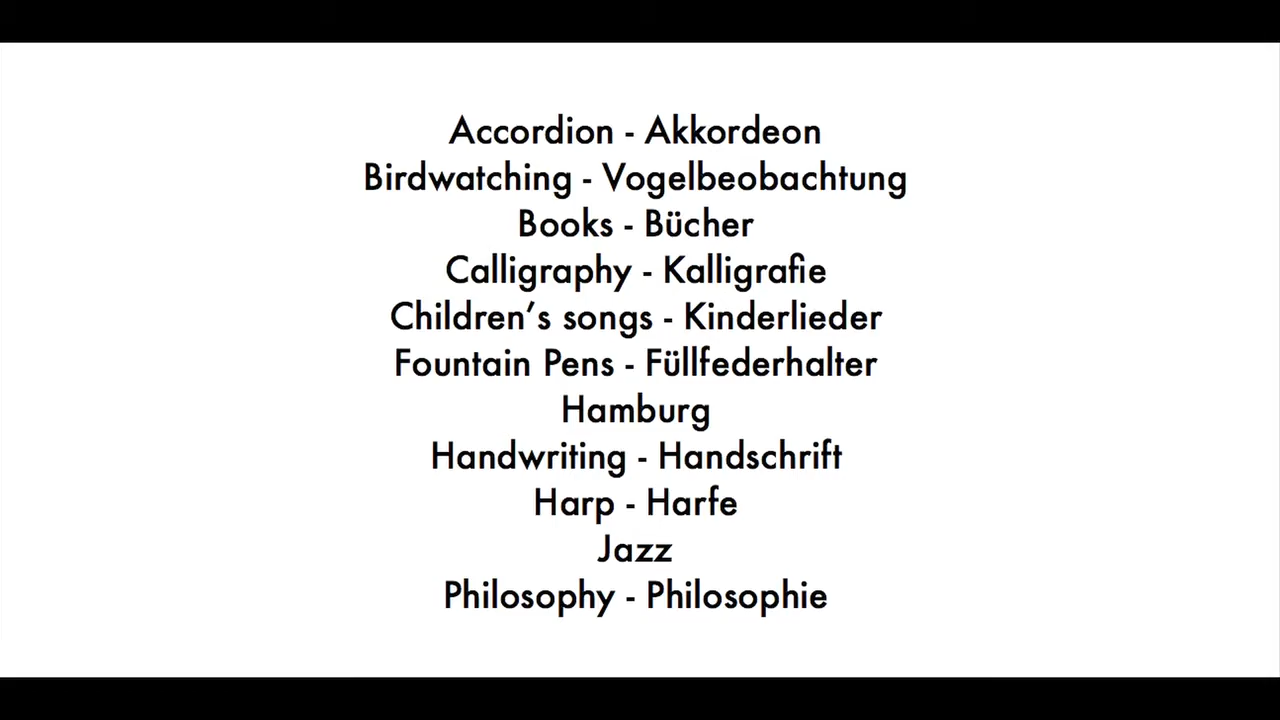 Accordion - Akkordeon
Birdwatching - Vogelbeobachtung
Books - Bücher
Calligraphy - Kalligrafie
Children’s songs - Kinderlieder
Fountain Pens - Füllfederhalter
Hamburg
Handwriting - Handschrift
Harp - Harfe
Jazz
Philosophy - Philosophie